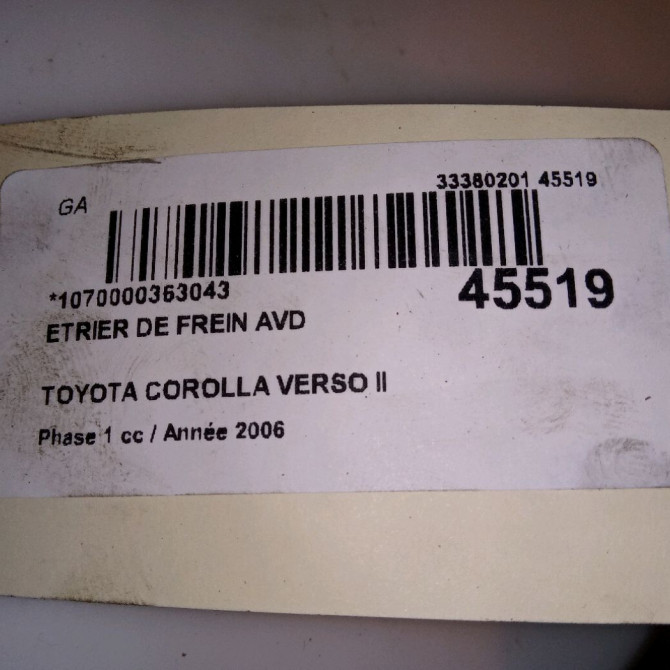 GA
33380201 45519
*1070000363043
45519
ETRIER DE FREIN AVD
TOYOTA COROLLA VERSO II
Phase 1 cc / Année 2006